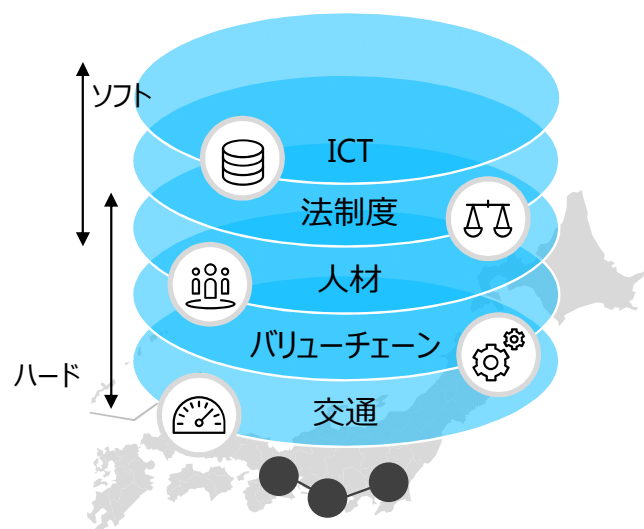 ソフト
ICT
法制度
人材
バリューチェーン
ハード
交通